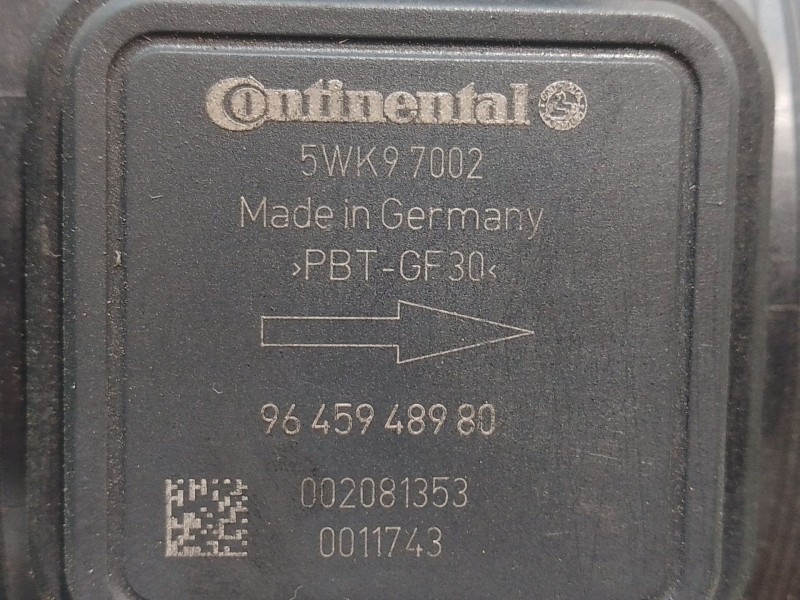 Continental
5WK9 7002
Made in Germany
›PBT-GF30‹
96 459 489 80
002081353
0011743